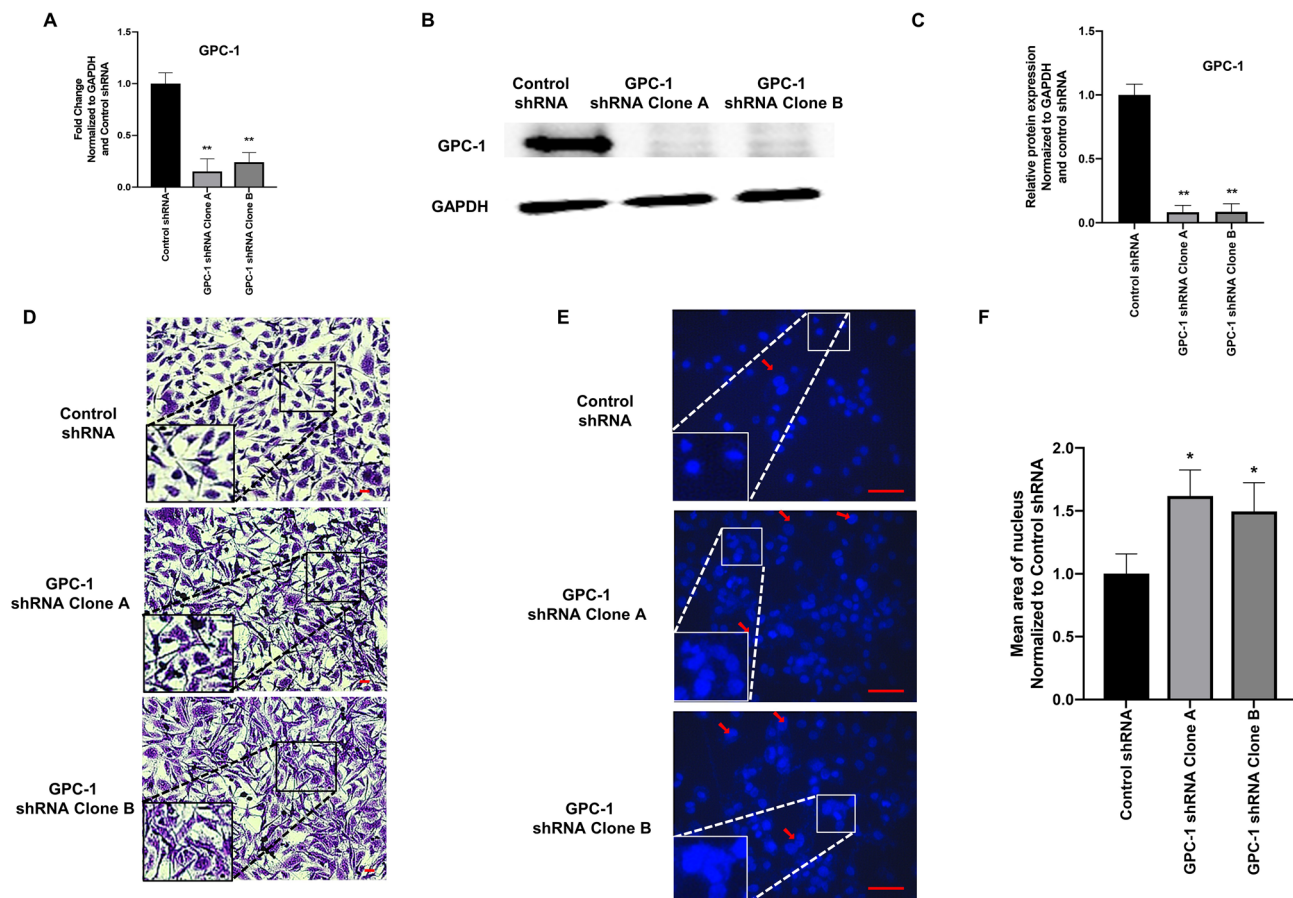 A
Fold Change
Normalized to GAPDH
and Control shRNA
1.5
1.0
0.5
0.0
GPC-1
**
**
Control shRNA
GPC-1 shRNA Clone A
GPC-1 shRNA Clone B
B
Control
shRNA
GPC-1
shRNA Clone A
GPC-1
shRNA Clone B
GPC-1
GAPDH
C
Relative protein expression
Normaized to GAPDH
and control shRNA
1.5
1.0
0.5
0.0
GPC-1
**
**
Control shRNA
GPC-1 shRNA Clone A
GPC-1 shRNA Clone B
D
Control
shRNA
GPC-1
shRNA Clone A
GPC-1
shRNA Clone B
E
Control
shRNA
GPC-1
shRNA Clone A
GPC-1
shRNA Clone B
F
Mean area of nucleus
Normalized to Control shRNA
2.0
1.5
1.0
0.5
0.0
*
*
Control shRNA
GPC-1 shRNA Clone A
GPC-1 shRNA Clone B